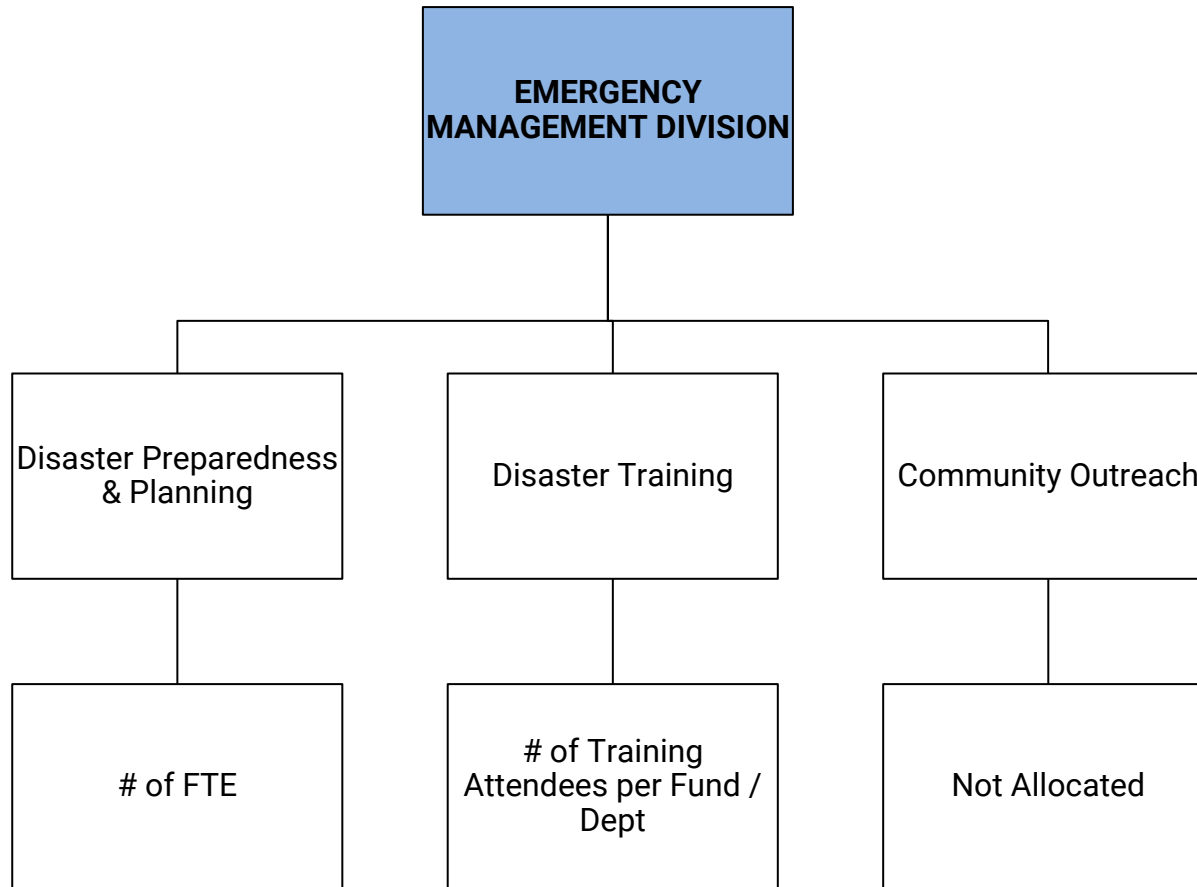 EMERGENCY
MANAGEMENT DIVISION
Disaster Preparedness
& Planning
Disaster Training
Community Outreach
# of FTE
# of Training
Attendees per Fund /
Dept
Not Allocated